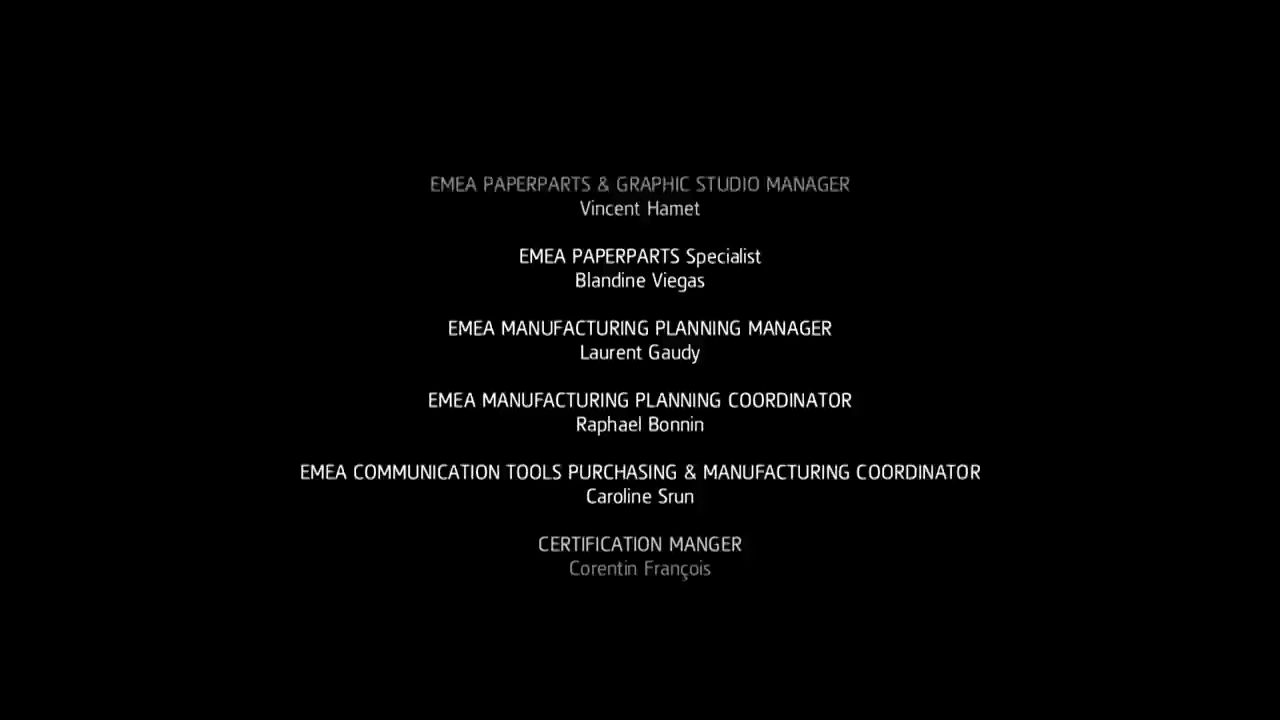 EMEA PAPERPARTS & GRAPHIC STUDIO MANAGER
Vincent Hamet
EMEA PAPERPARTS Specialist
Blandine Viegas
EMEA MANUFACTURING PLANNING MANAGER
Laurent Gaudy
EMEA MANUFACTURING PLANNING COORDINATOR
Raphael Bonnin
EMEA COMMUNICATION TOOLS PURCHASING & MANUFACTURING COORDINATOR
Caroline Srun
CERTIFICATION MANGER
Corentin François